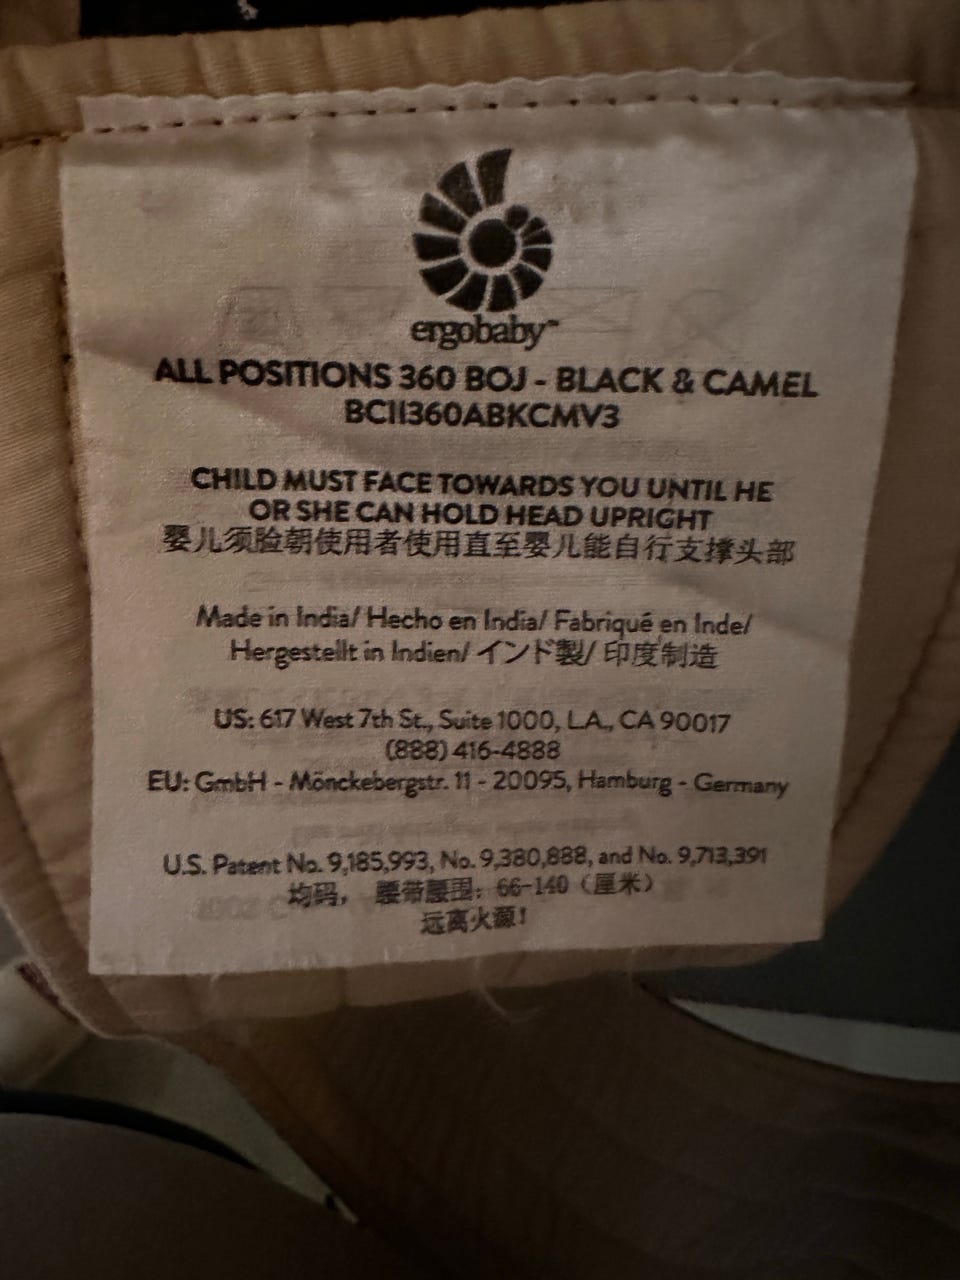 ergobaby™
ALL POSITIONS 360 BOJ - BLACK & CAMEL
BCII360ABKCMV3
CHILD MUST FACE TOWARDS YOU UNTIL HE
OR SHE CAN HOLD HEAD UPRIGHT
婴儿须脸朝使用者使用直至婴儿能自行支撑头部
Made in India/ Hecho en India/ Fabriqué en Inde/
Hergestellt in Indien/ インド製/ 印度制造
US: 617 West 7th St., Suite 1000, L.A., CA 90017
(888) 416-4888
EU: GmbH - Mönckebergstr. 11 - 20095, Hamburg - Germany
U.S. Patent No. 9,185,993, No. 9,380,888, and No. 9,713,391
均码， 腰带腰围：66-140（厘米）
远离火源！